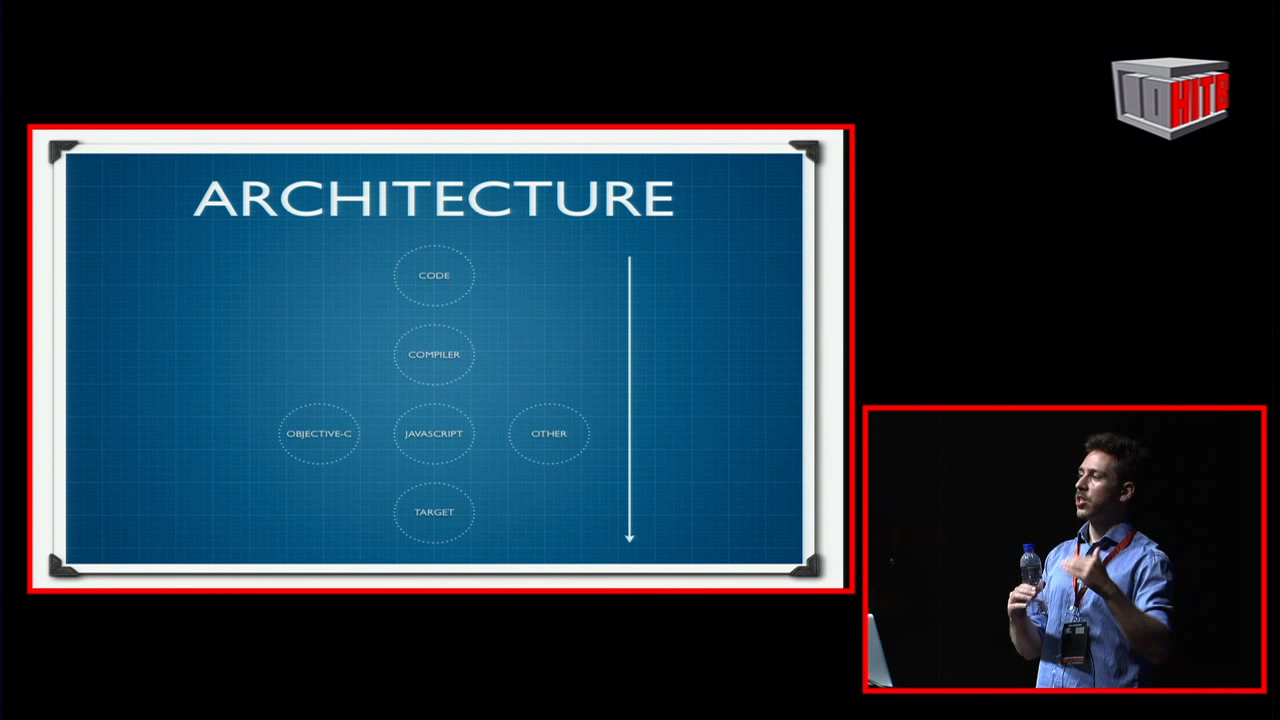 ARCHITECTURE
CODE
COMPILER
OBJECTIVE-C JAVASCRIPT OTHER
TARGET
HITB